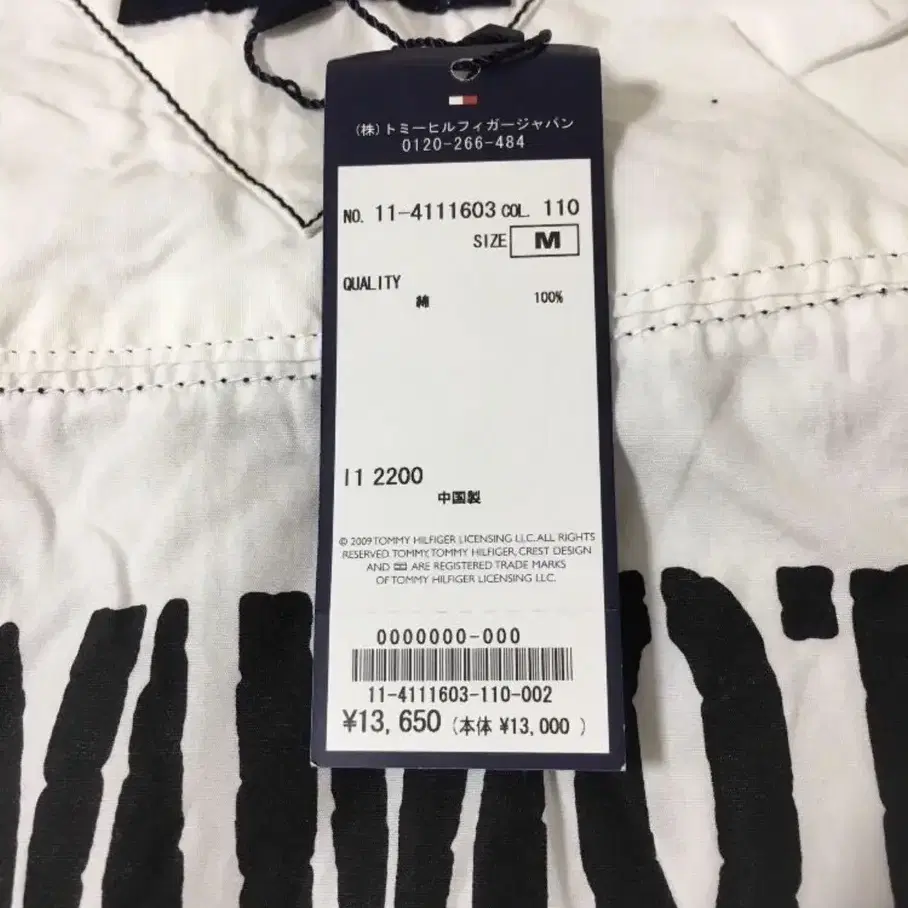 (株)トミーヒルフィガージャパン
0120-266-484
NO. 11-4111603 COL. 110
SIZE M
QUALITY
綿 100%
I1 2200
中国製
© 2009 TOMMY HILFIGER LICENSING LLC. ALL RIGHTS
RESERVED. TOMMY, TOMMY HILFIGER, CREST DESIGN
AND ARE REGISTERED TRADE MARKS
OF TOMMY HILFIGER LICENSING LLC.
0000000-000
11-4111603-110-002
¥13,650 (本体 ¥13,000 )